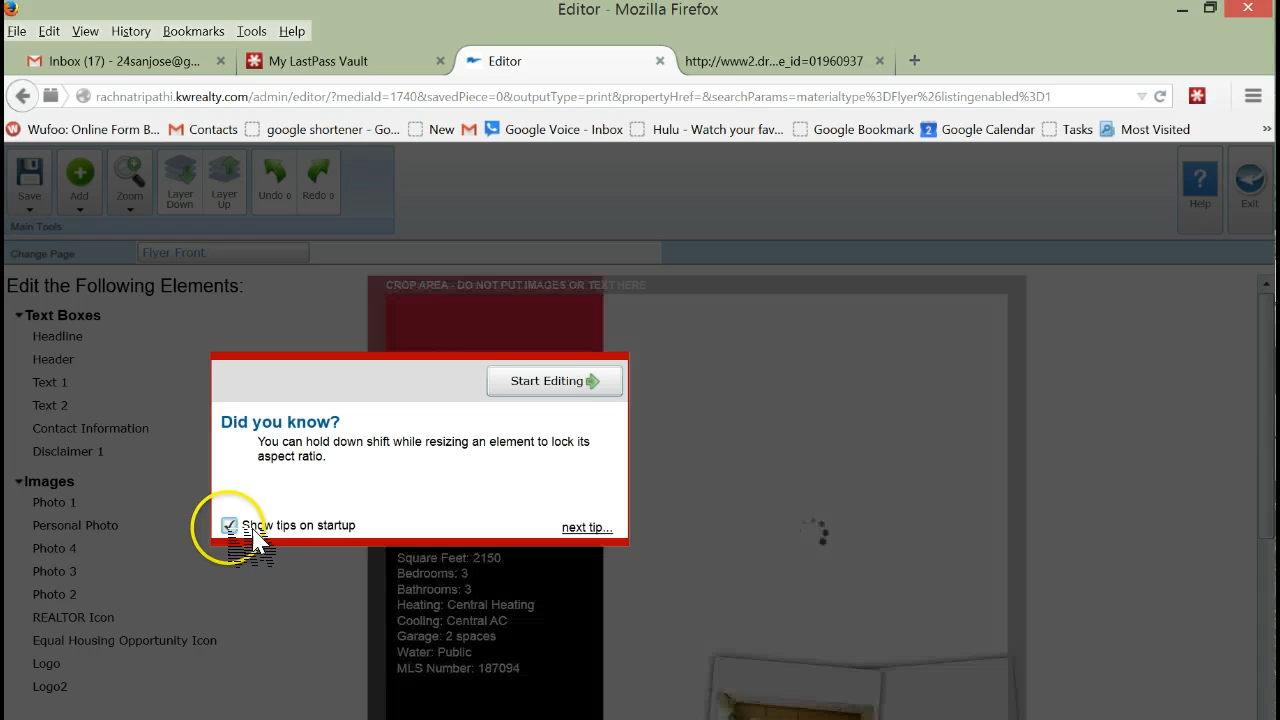 Editor - Mozilla Firefox
File Edit View History Bookmarks Tools Help
Inbox (17) - 24sanjose@g...
My LastPass Vault
Editor
http://www2.dr...e_id=01960937
rachnatripathi.kwrealty.com/admin/editor/?mediaId=1740&savedPiece=0&outputType=print&propertyHref=&searchParams=materialtype%3DFlyer%26listingenabled%3D1
Wufoo: Online Form B... Contacts google shortener - Go... New Google Voice - Inbox Hulu - Watch your fav... Google Bookmark 2 Google Calendar Tasks Most Visited »
Save Add Zoom Layer Down Layer Up Undo 0 Redo 0 ? Help Exit
Main Tools
Change Page Flyer Front
Edit the Following Elements:
Text Boxes
Headline
Header
Text 1
Text 2
Contact Information
Disclaimer 1
Images
Photo 1
Personal Photo
Photo 4
Photo 3
Photo 2
REALTOR Icon
Equal Housing Opportunity Icon
Logo
Logo2
CROP AREA - DO NOT PUT IMAGES OR TEXT HERE
Start Editing
Did you know?
You can hold down shift while resizing an element to lock its
aspect ratio.
Show tips on startup
next tip...
Square Feet: 2150
Bedrooms: 3
Bathrooms: 3
Heating: Central Heating
Cooling: Central AC
Garage: 2 spaces
Water: Public
MLS Number: 187094